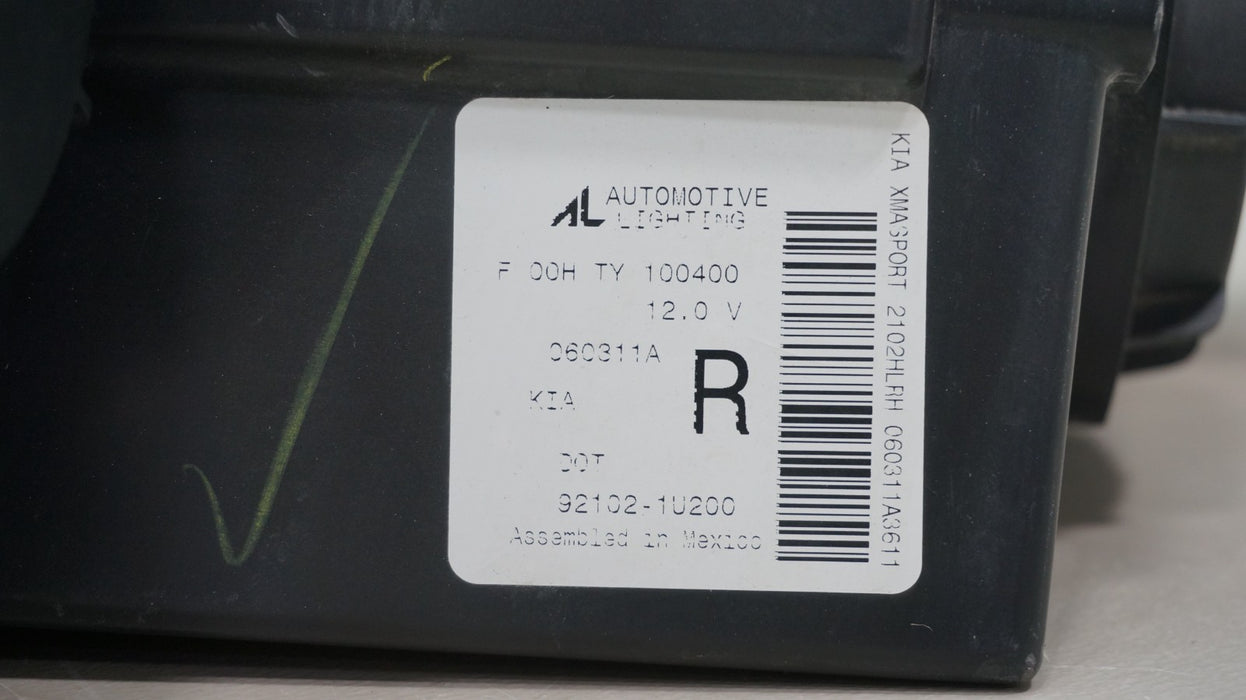 AL AUTOMOTIVE
LIGHTING
F 00H TY 100400
12.0 V
060311A
R
KIA
DOT
92102-1U200
Assembled in Mexico
KIA XMASPORT 2102HLRH 060311A3611